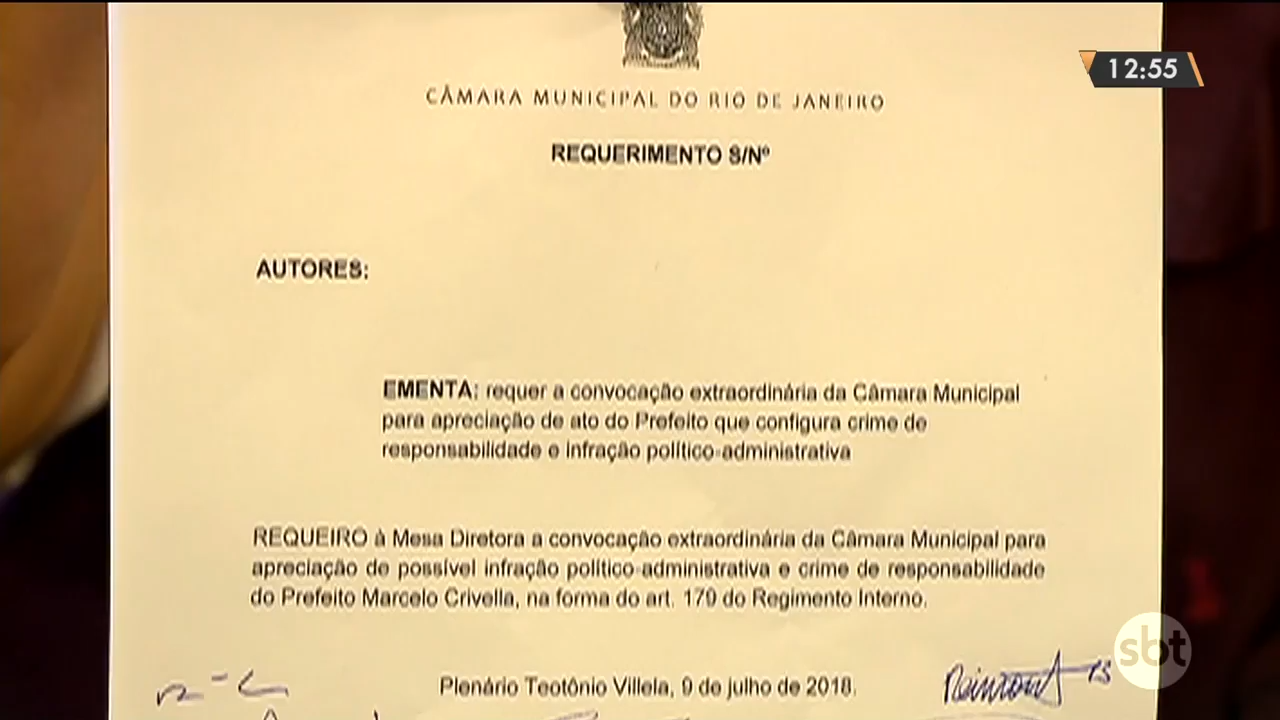 12:55
CÂMARA MUNICIPAL DO RIO DE JANEIRO
REQUERIMENTO S/Nº
AUTORES:
EMENTA: requer a convocação extraordinária da Câmara Municipal
para apreciação de ato do Prefeito que configura crime de
responsabilidade e infração político-administrativa
REQUEIRO à Mesa Diretora a convocação extraordinária da Câmara Municipal para
apreciação de possível infração político-administrativa e crime de responsabilidade
do Prefeito Marcelo Crivella, na forma do art. 179 do Regimento Interno.
Plenário Teotônio Villela, 9 de julho de 2018.
sbt